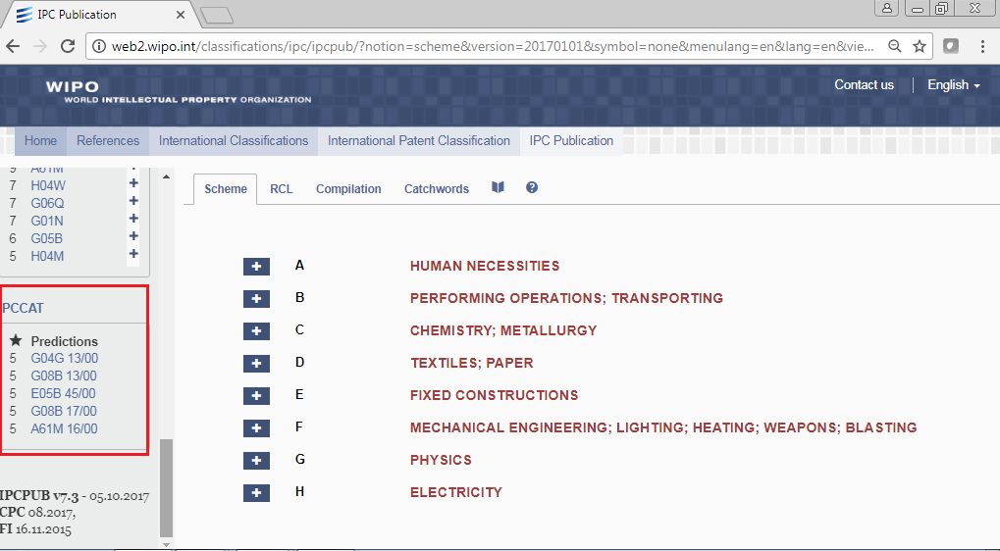 IPC Publication
web2.wipo.int/classifications/ipc/ipcpub/?notion=scheme&version=20170101&symbol=none&menulang=en&lang=en&vie...
WIPO
WORLD INTELLECTUAL PROPERTY ORGANIZATION
Contact us
English
Home References International Classifications International Patent Classification IPC Publication
9 A61M
7 H04W +
7 G06Q +
7 G01N +
6 G05B +
5 H04M +
PCCAT
★ Predictions
5 G04G 13/00
5 G08B 13/00
5 E05B 45/00
5 G08B 17/00
5 A61M 16/00
IPCPUB v7.3 - 05.10.2017
CPC 08.2017,
FI 16.11.2015
Scheme RCL Compilation Catchwords ?
+ A HUMAN NECESSITIES
+ B PERFORMING OPERATIONS; TRANSPORTING
+ C CHEMISTRY; METALLURGY
+ D TEXTILES; PAPER
+ E FIXED CONSTRUCTIONS
+ F MECHANICAL ENGINEERING; LIGHTING; HEATING; WEAPONS; BLASTING
+ G PHYSICS
+ H ELECTRICITY